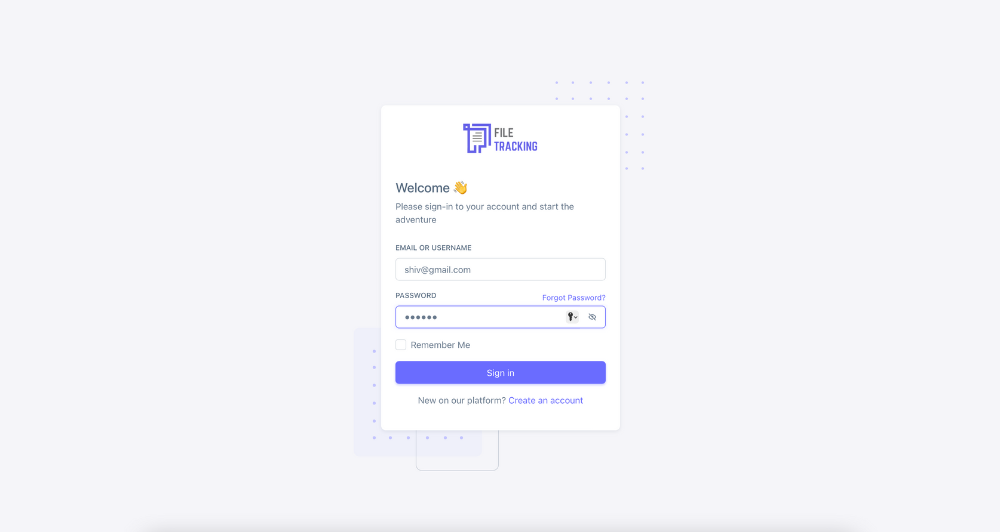 FILE
TRACKING
Welcome 👋
Please sign-in to your account and start the
adventure
EMAIL OR USERNAME
shiv@gmail.com
PASSWORD
Forgot Password?
••••••
Remember Me
Sign in
New on our platform? Create an account